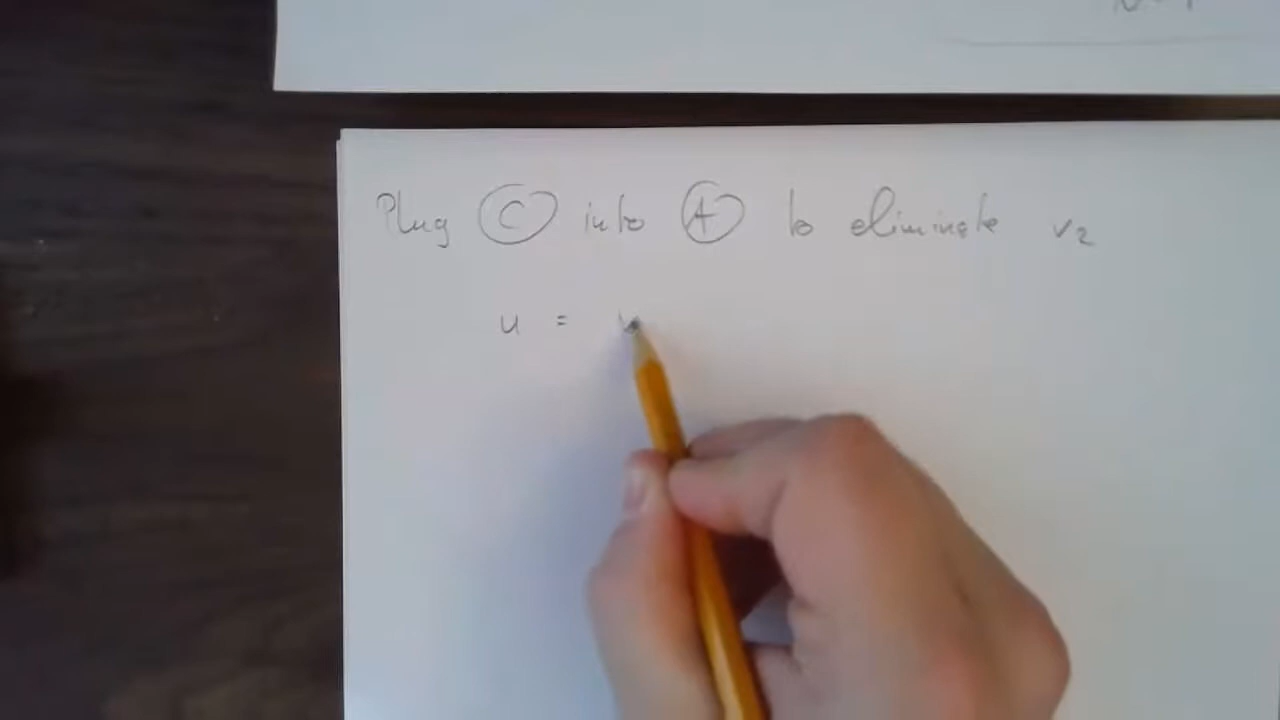 Plug C into A to eliminate v2
u = v